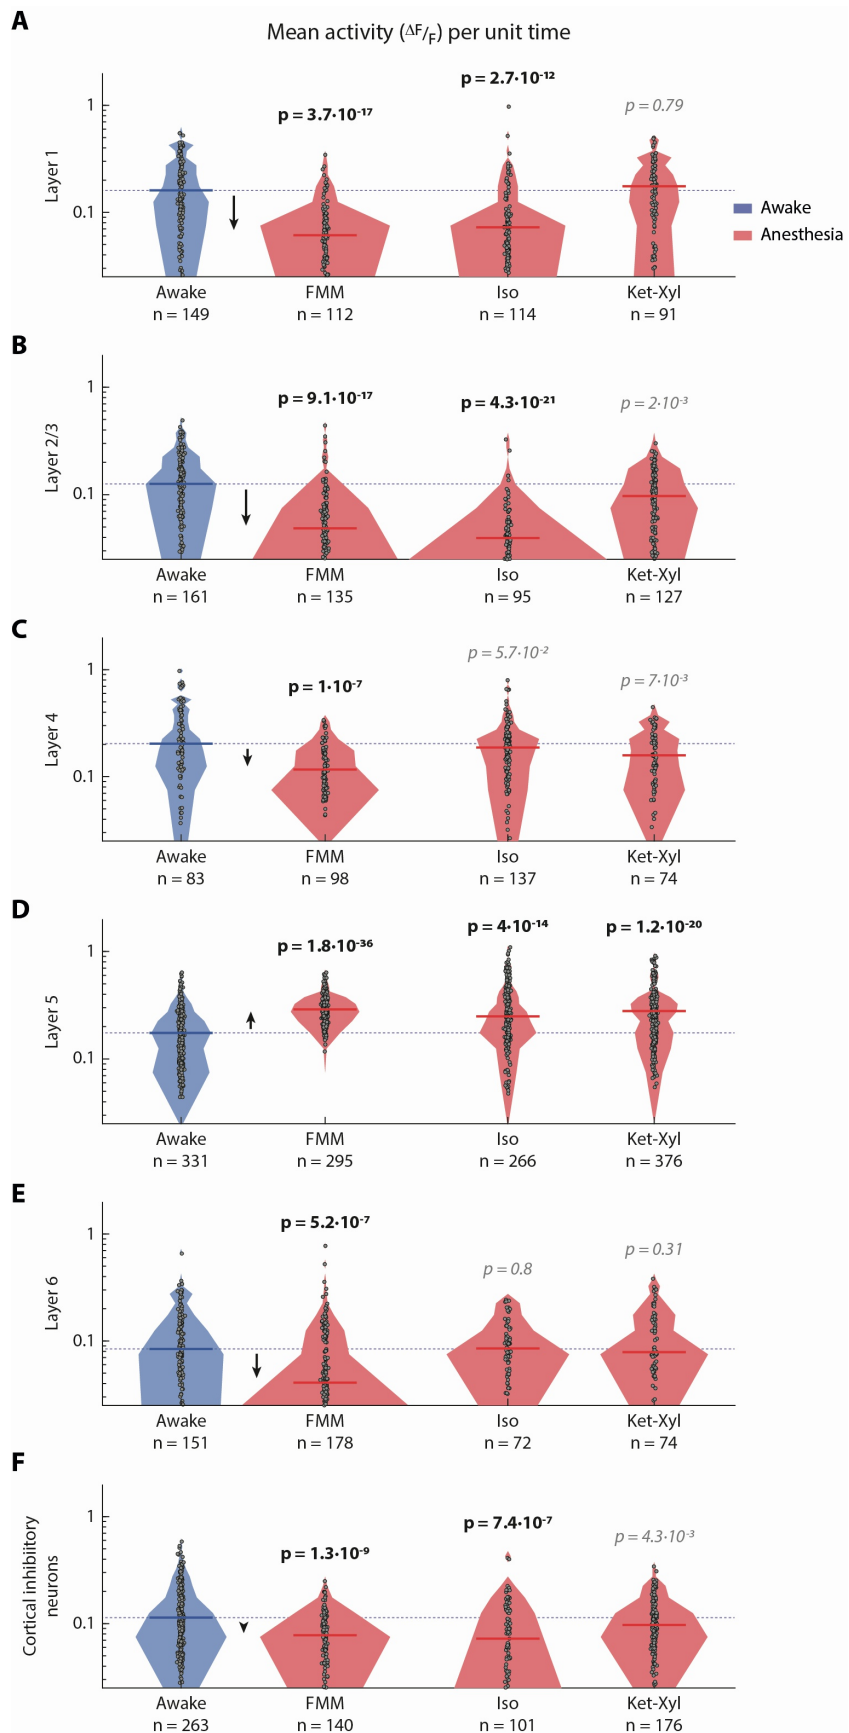 A
Mean activity (ΔF/F) per unit time
p = 3.7·10⁻¹⁷
p = 2.7·10⁻¹²
p = 0.79
1
0.1
Layer 1
Awake
Anesthesia
Awake FMM Iso Ket-Xyl
n = 149 n = 112 n = 114 n = 91
B
p = 9.1·10⁻¹⁷
p = 4.3·10⁻²¹
p = 2·10⁻³
1
0.1
Layer 2/3
Awake FMM Iso Ket-Xyl
n = 161 n = 135 n = 95 n = 127
C
p = 1·10⁻⁷
p = 5.7·10⁻²
p = 7·10⁻³
1
0.1
Layer 4
Awake FMM Iso Ket-Xyl
n = 83 n = 98 n = 137 n = 74
D
p = 1.8·10⁻³⁶
p = 4·10⁻¹⁴
p = 1.2·10⁻²⁰
1
0.1
Layer 5
Awake FMM Iso Ket-Xyl
n = 331 n = 295 n = 266 n = 376
E
p = 5.2·10⁻⁷
p = 0.8
p = 0.31
1
0.1
Layer 6
Awake FMM Iso Ket-Xyl
n = 151 n = 178 n = 72 n = 74
F
p = 1.3·10⁻⁹
p = 7.4·10⁻⁷
p = 4.3·10⁻³
1
0.1
Cortical inhibiitory
neurons
Awake FMM Iso Ket-Xyl
n = 263 n = 140 n = 101 n = 176